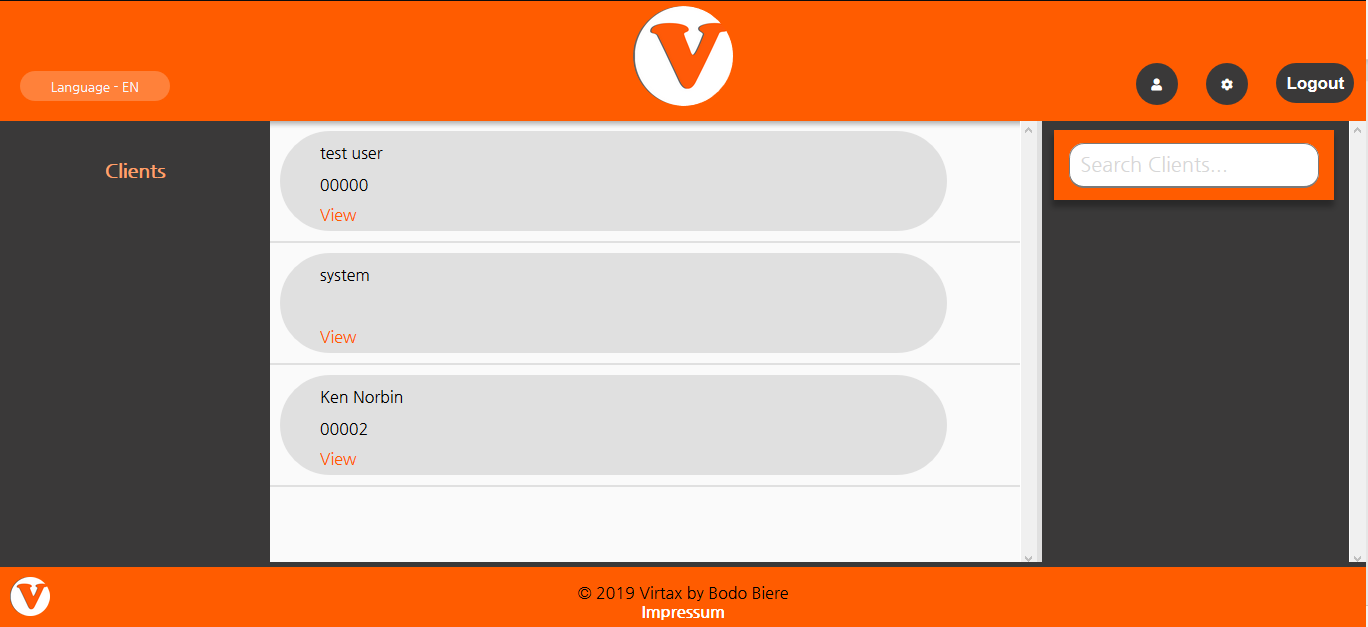 V
Language - EN
Logout
Clients
test user
00000
View
system
View
Ken Norbin
00002
View
Search Clients...
V
© 2019 Virtax by Bodo Biere
Impressum